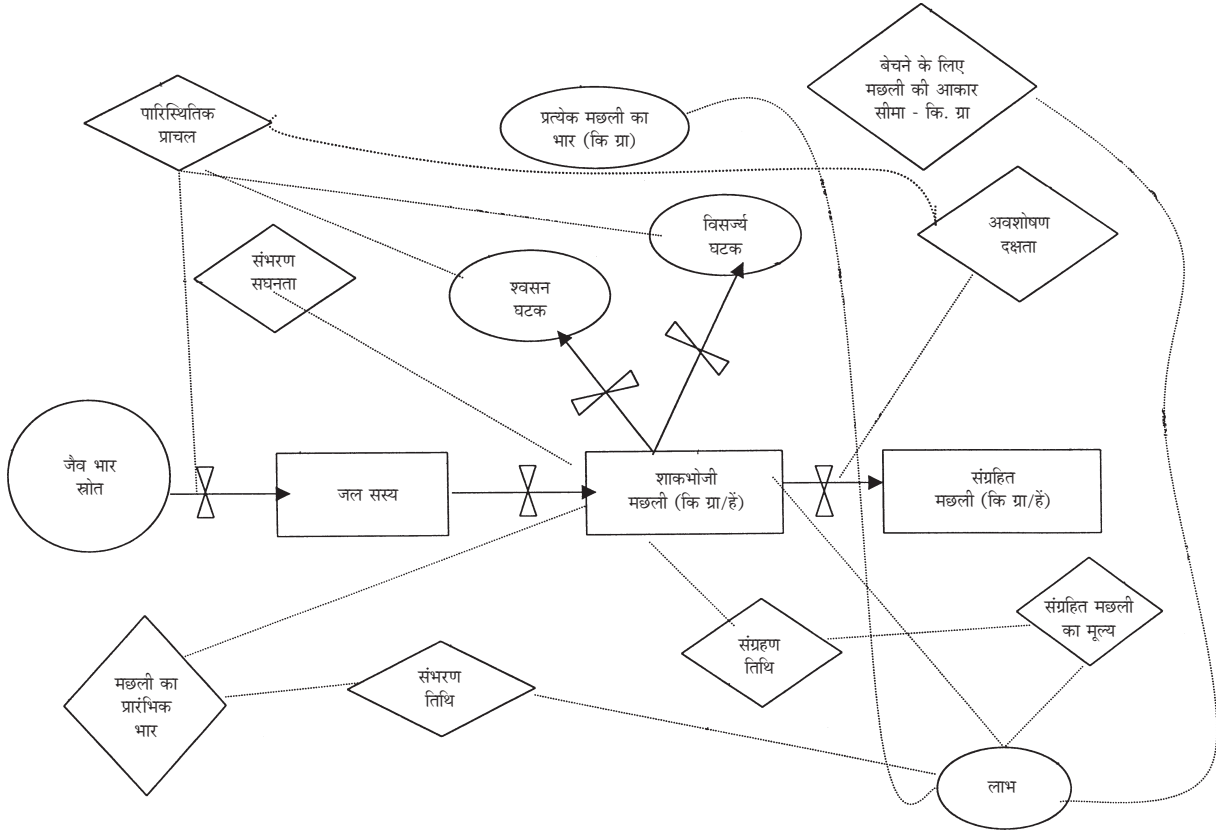 बेचने के लिए
मछली की आकार
सीमा - कि. ग्रा
पारिस्थितिक
प्राचल
प्रत्येक मछली का
भार (कि ग्रा)
विसर्ज्य
घटक
अवशोषण
दक्षता
संभरण
सघनता
श्वसन
घटक
जैव भार
स्रोत
जल सस्य
शाकभोजी
मछली (कि ग्रा/हें)
संग्रहित
मछली (कि ग्रा/हें)
संग्रहित मछली
का मूल्य
संग्रहण
तिथि
मछली का
प्रारंभिक
भार
संभरण
तिथि
लाभ